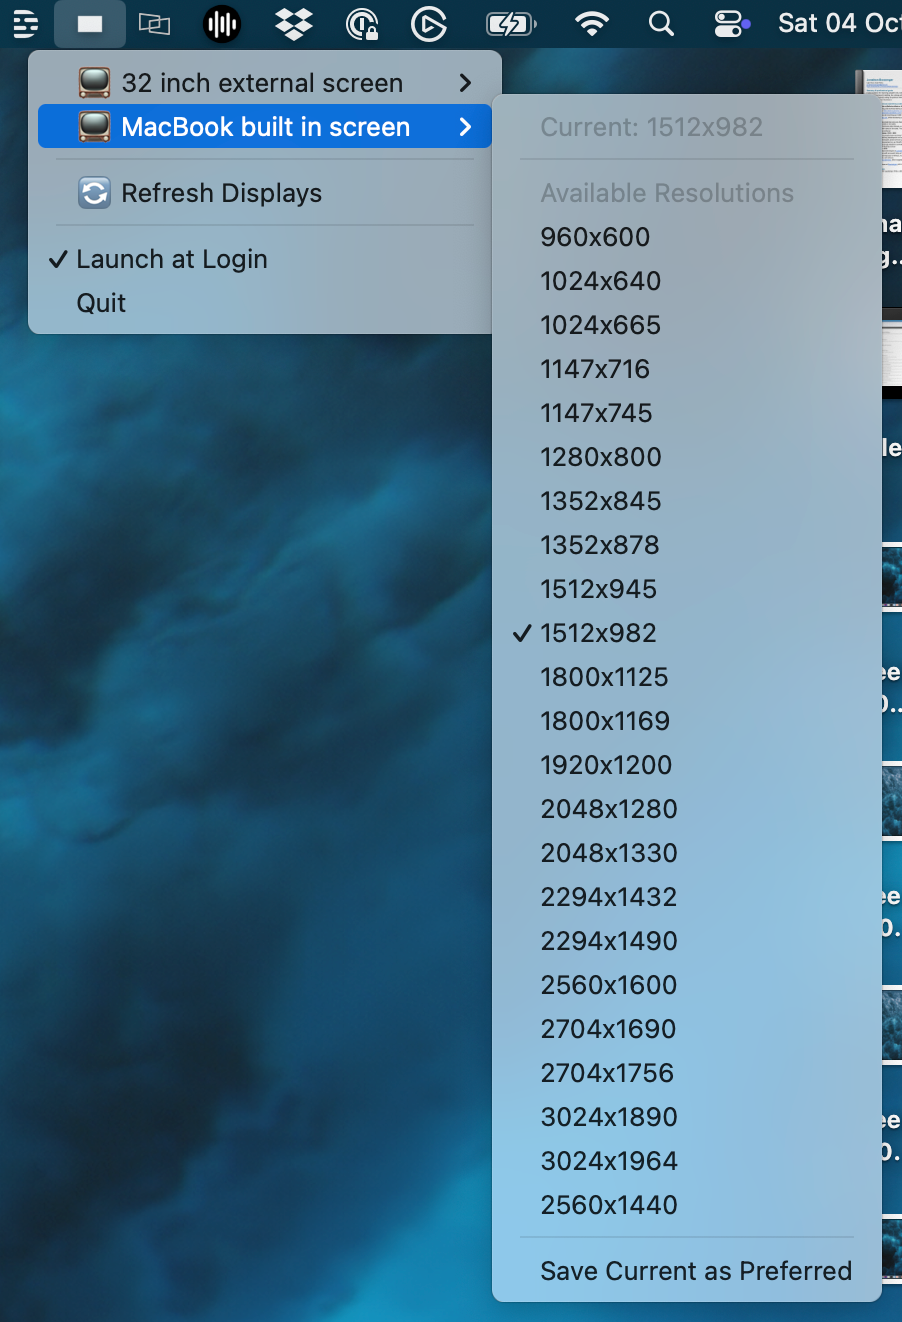 Sat 04 Oc
32 inch external screen
MacBook built in screen
Refresh Displays
Launch at Login
Quit
Current: 1512x982
Available Resolutions
960x600
1024x640
1024x665
1147x716
1147x745
1280x800
1352x845
1352x878
1512x945
1512x982
1800x1125
1800x1169
1920x1200
2048x1280
2048x1330
2294x1432
2294x1490
2560x1600
2704x1690
2704x1756
3024x1890
3024x1964
2560x1440
Save Current as Preferred